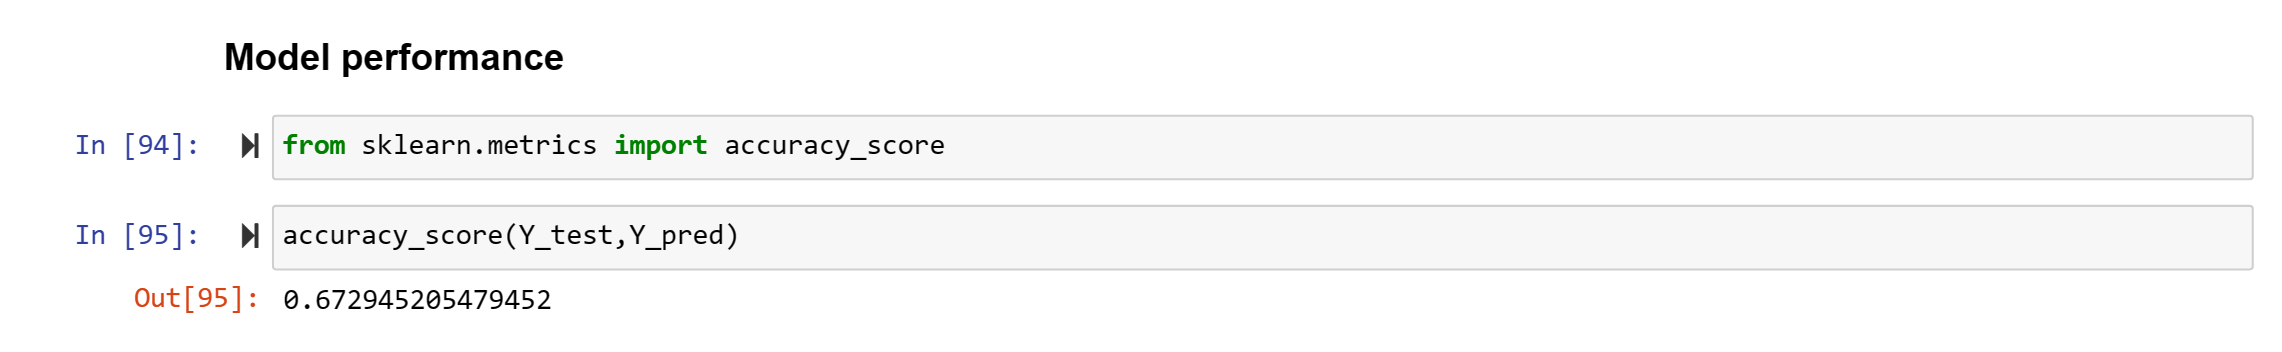 Model performance
In [94]: from sklearn.metrics import accuracy_score
In [95]: accuracy_score(Y_test,Y_pred)
Out[95]: 0.672945205479452